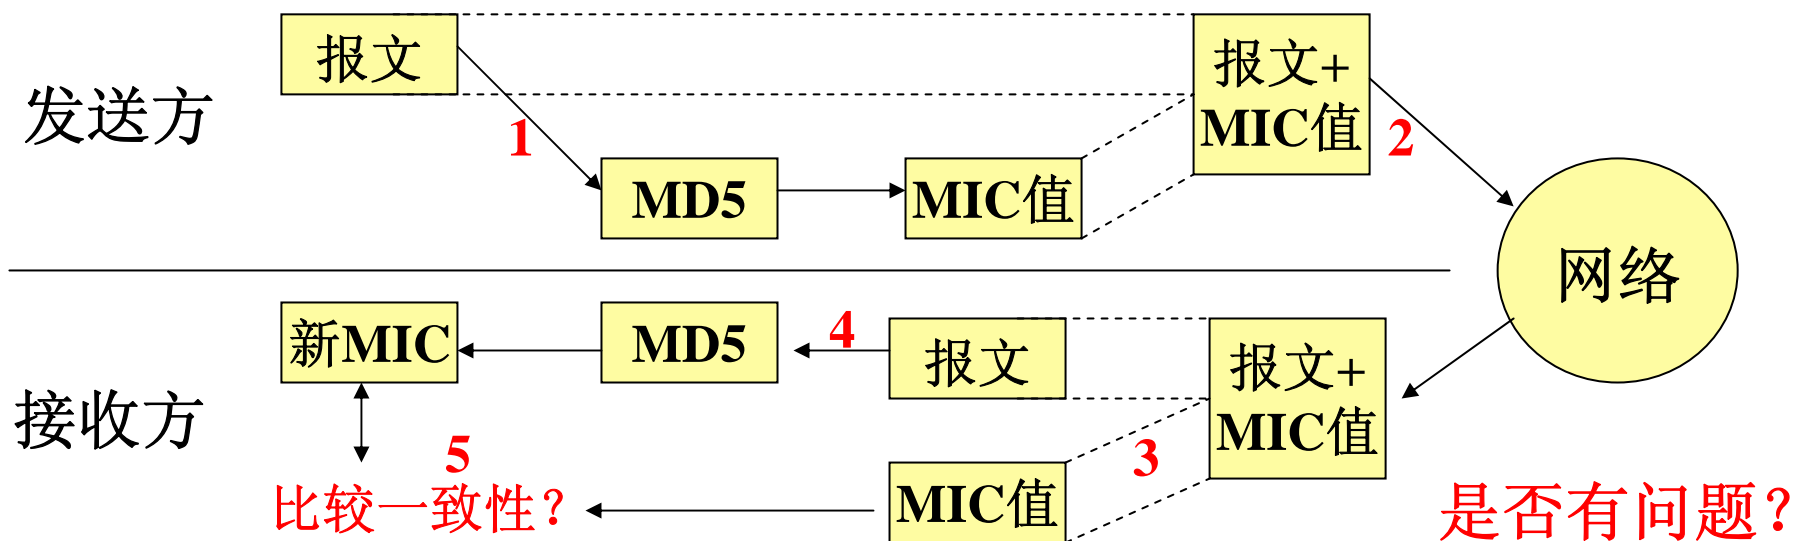 报文
报文+
MIC值
发送方
1
2
MD5
MIC值
网络
新MIC
MD5
4
报文
报文+
MIC值
接收方
5
3
比较一致性？
MIC值
是否有问题？